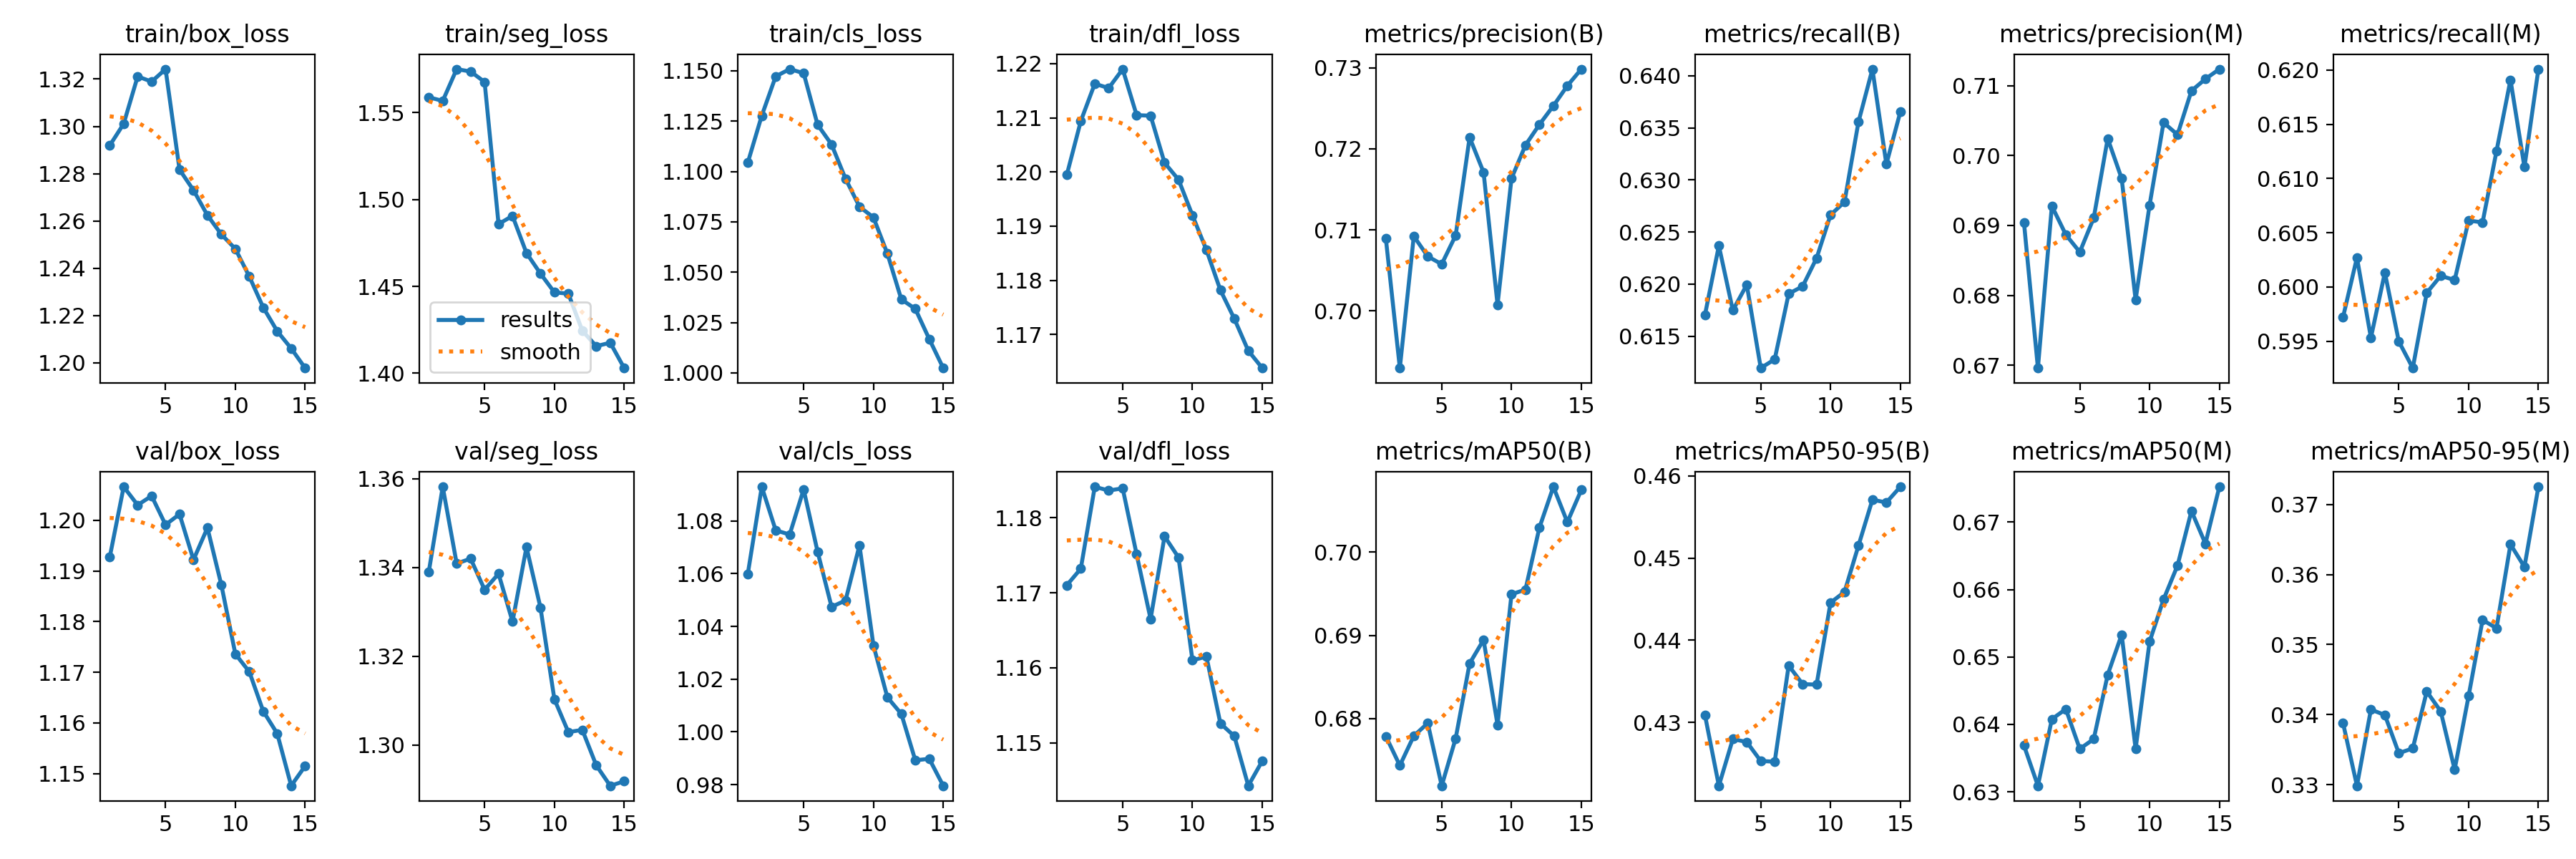 train/box_loss
train/seg_loss
train/cls_loss
train/dfl_loss
metrics/precision(B)
metrics/recall(B)
metrics/precision(M)
metrics/recall(M)
1.32
1.30
1.28
1.26
1.24
1.22
1.20
5 10 15
1.55
1.50
1.45
1.40
results
smooth
5 10 15
1.150
1.125
1.100
1.075
1.050
1.025
1.000
5 10 15
1.22
1.21
1.20
1.19
1.18
1.17
5 10 15
0.73
0.72
0.71
0.70
5 10 15
0.640
0.635
0.630
0.625
0.620
0.615
5 10 15
0.71
0.70
0.69
0.68
0.67
5 10 15
0.620
0.615
0.610
0.605
0.600
0.595
5 10 15
val/box_loss
val/seg_loss
val/cls_loss
val/dfl_loss
metrics/mAP50(B)
metrics/mAP50-95(B)
metrics/mAP50(M)
metrics/mAP50-95(M)
1.20
1.19
1.18
1.17
1.16
1.15
5 10 15
1.36
1.34
1.32
1.30
5 10 15
1.08
1.06
1.04
1.02
1.00
0.98
5 10 15
1.18
1.17
1.16
1.15
5 10 15
0.70
0.69
0.68
5 10 15
0.46
0.45
0.44
0.43
5 10 15
0.67
0.66
0.65
0.64
0.63
5 10 15
0.37
0.36
0.35
0.34
0.33
5 10 15